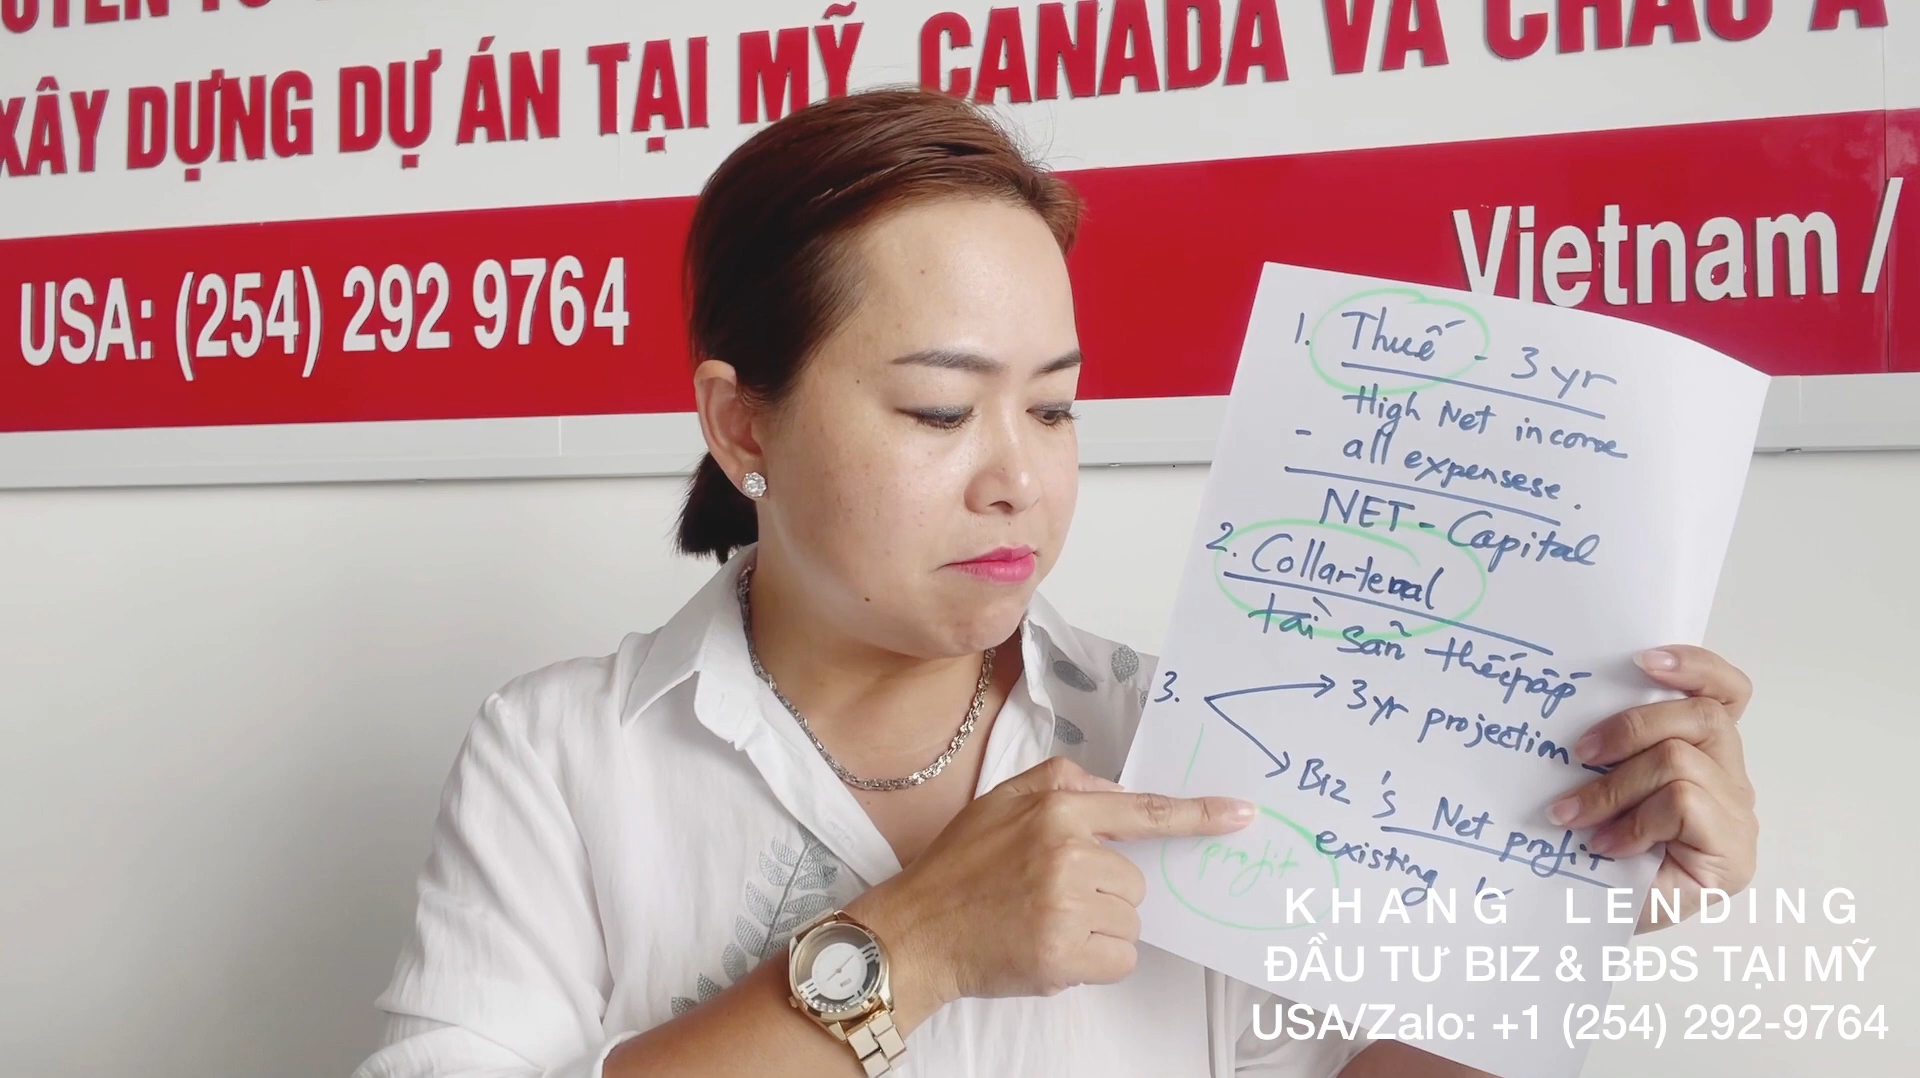 XÂY DỰNG DỰ ÁN TẠI MỸ, CANADA VÀ CHÂU Á
USA: (254) 292 9764
Vietnam /
1. Thuế - 3 yr
High Net income
- all expensese.
NET - Capital
2. Collarteral
tài sản thế
3.
3 yr projection
Biz 's Net profit
existing
profit
KHANG LENDING
ĐẦU TƯ BIZ & BĐS TẠI MỸ
USA/Zalo: +1 (254) 292-9764